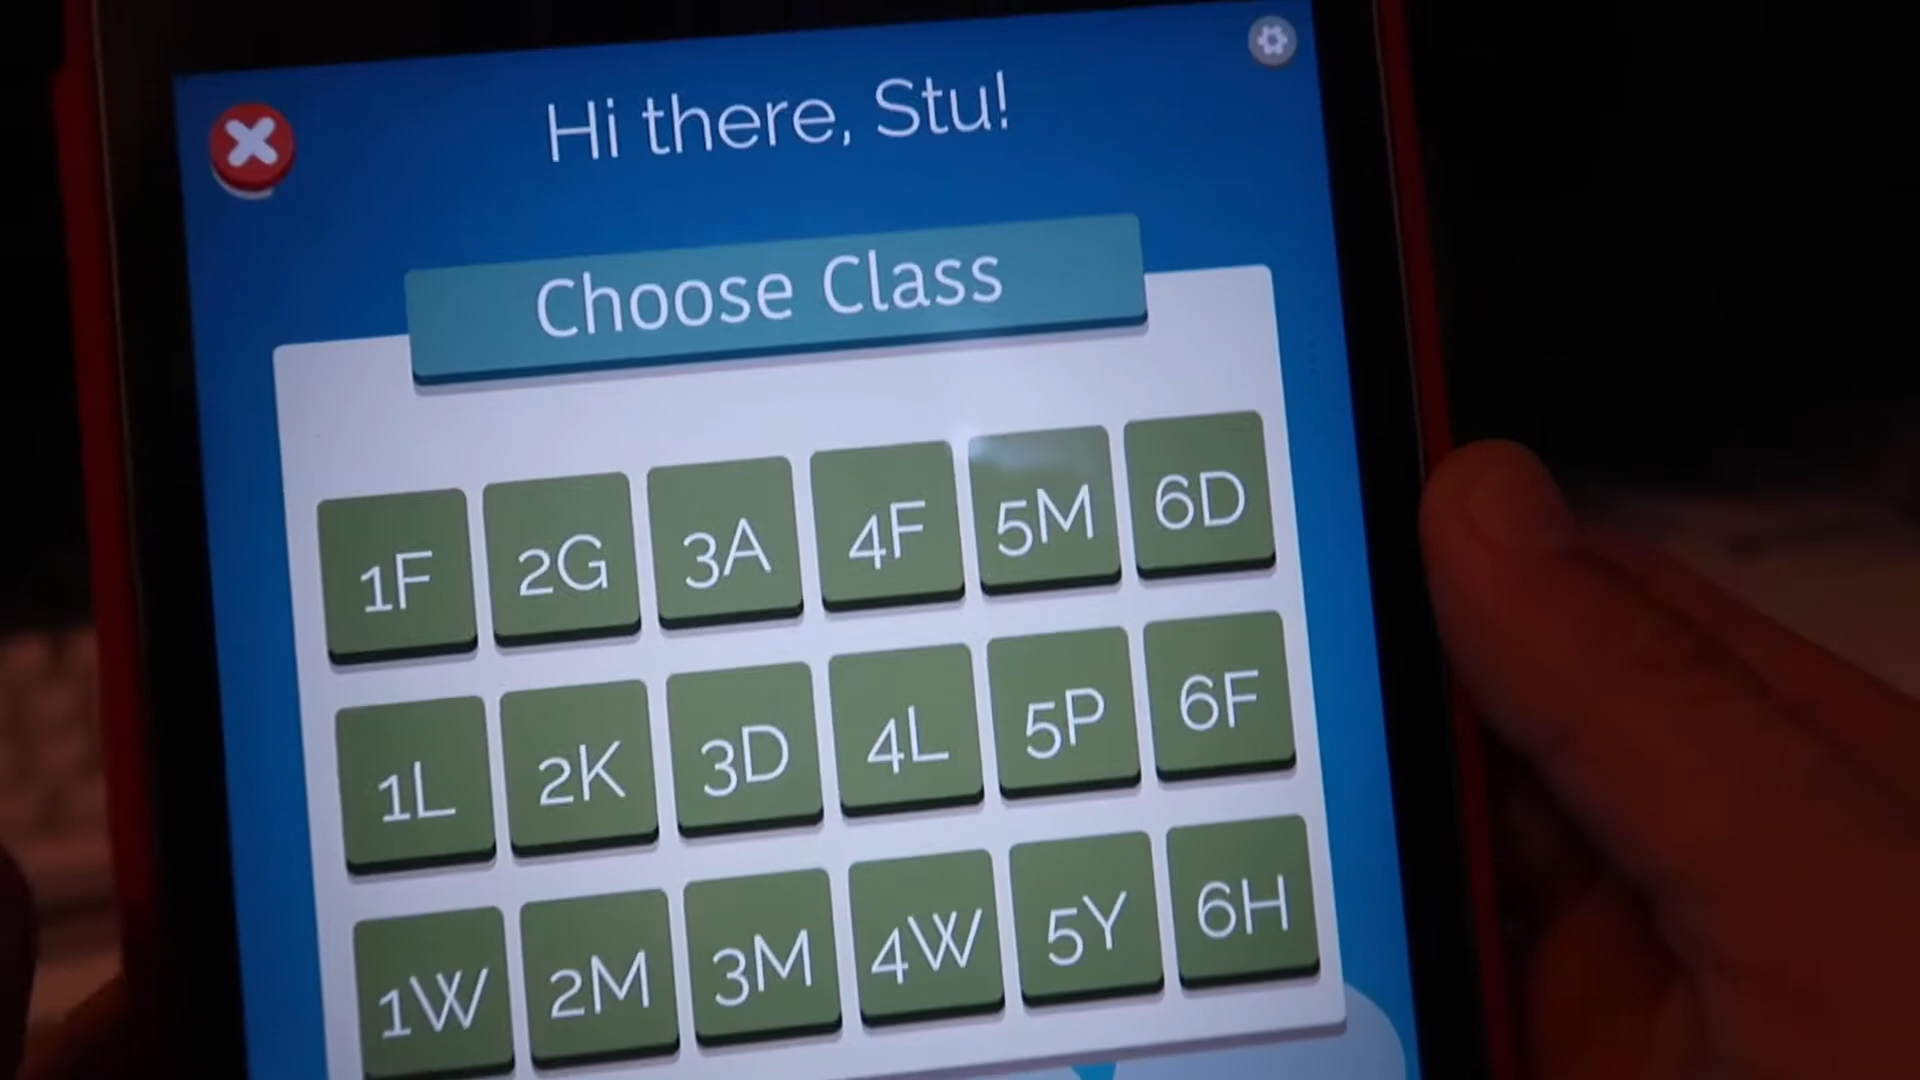 Hi there, Stu!
Choose Class
1F 2G 3A 4F 5M 6D
1L 2K 3D 4L 5P 6F
1W 2M 3M 4W 5Y 6H